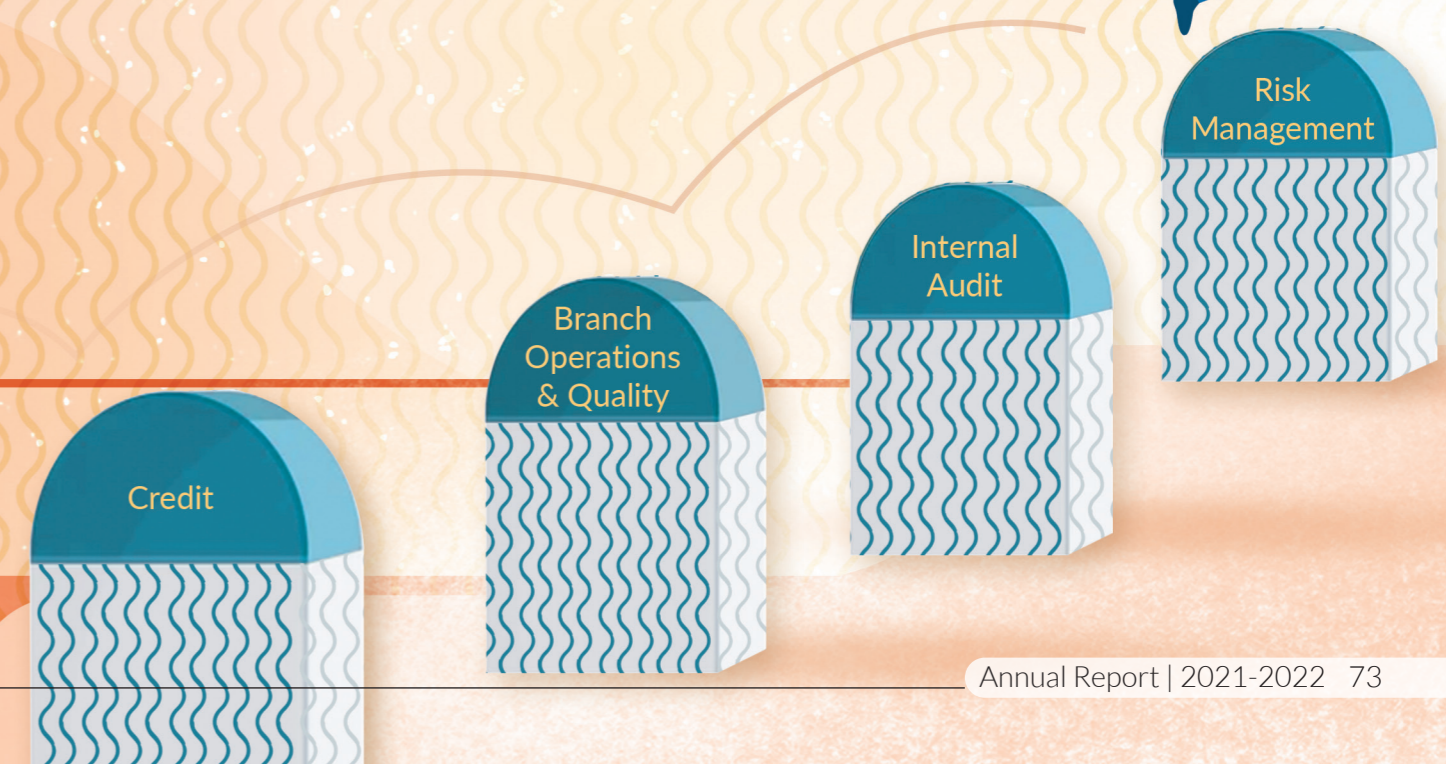 Risk
Management
Internal
Audit
Branch
Operations
& Quality
Credit
Annual Report | 2021-2022 73